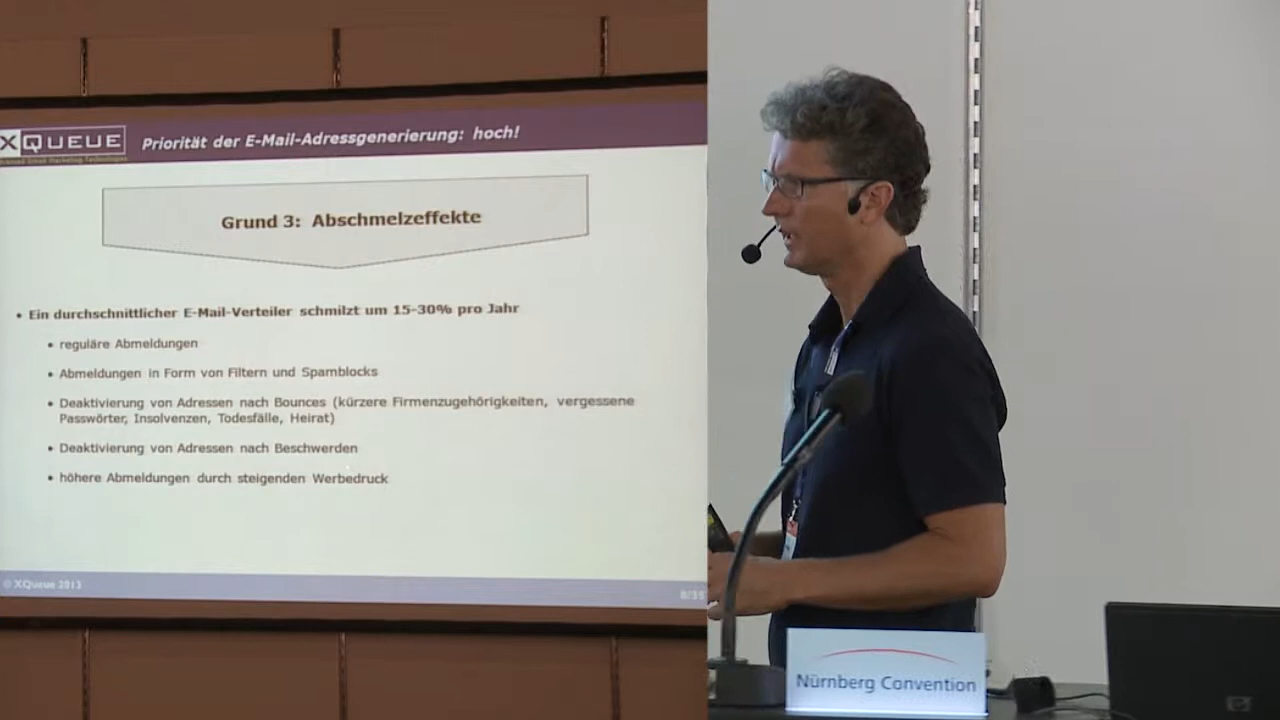 XQUEUE
Priorität der E-Mail-Adressgenerierung: hoch!
Grund 3: Abschmelzeffekte
• Ein durchschnittlicher E-Mail-Verteiler schmilzt um 15-30% pro Jahr
• reguläre Abmeldungen
• Abmeldungen in Form von Filtern und Spamblocks
• Deaktivierung von Adressen nach Bounces (kürzere Firmenzugehörigkeiten, vergessene
Passwörter, Insolvenzen, Todesfälle, Heirat)
• Deaktivierung von Adressen nach Beschwerden
• höhere Abmeldungen durch steigenden Werbedruck
© XQueue 2013
Nürnberg Convention
hp